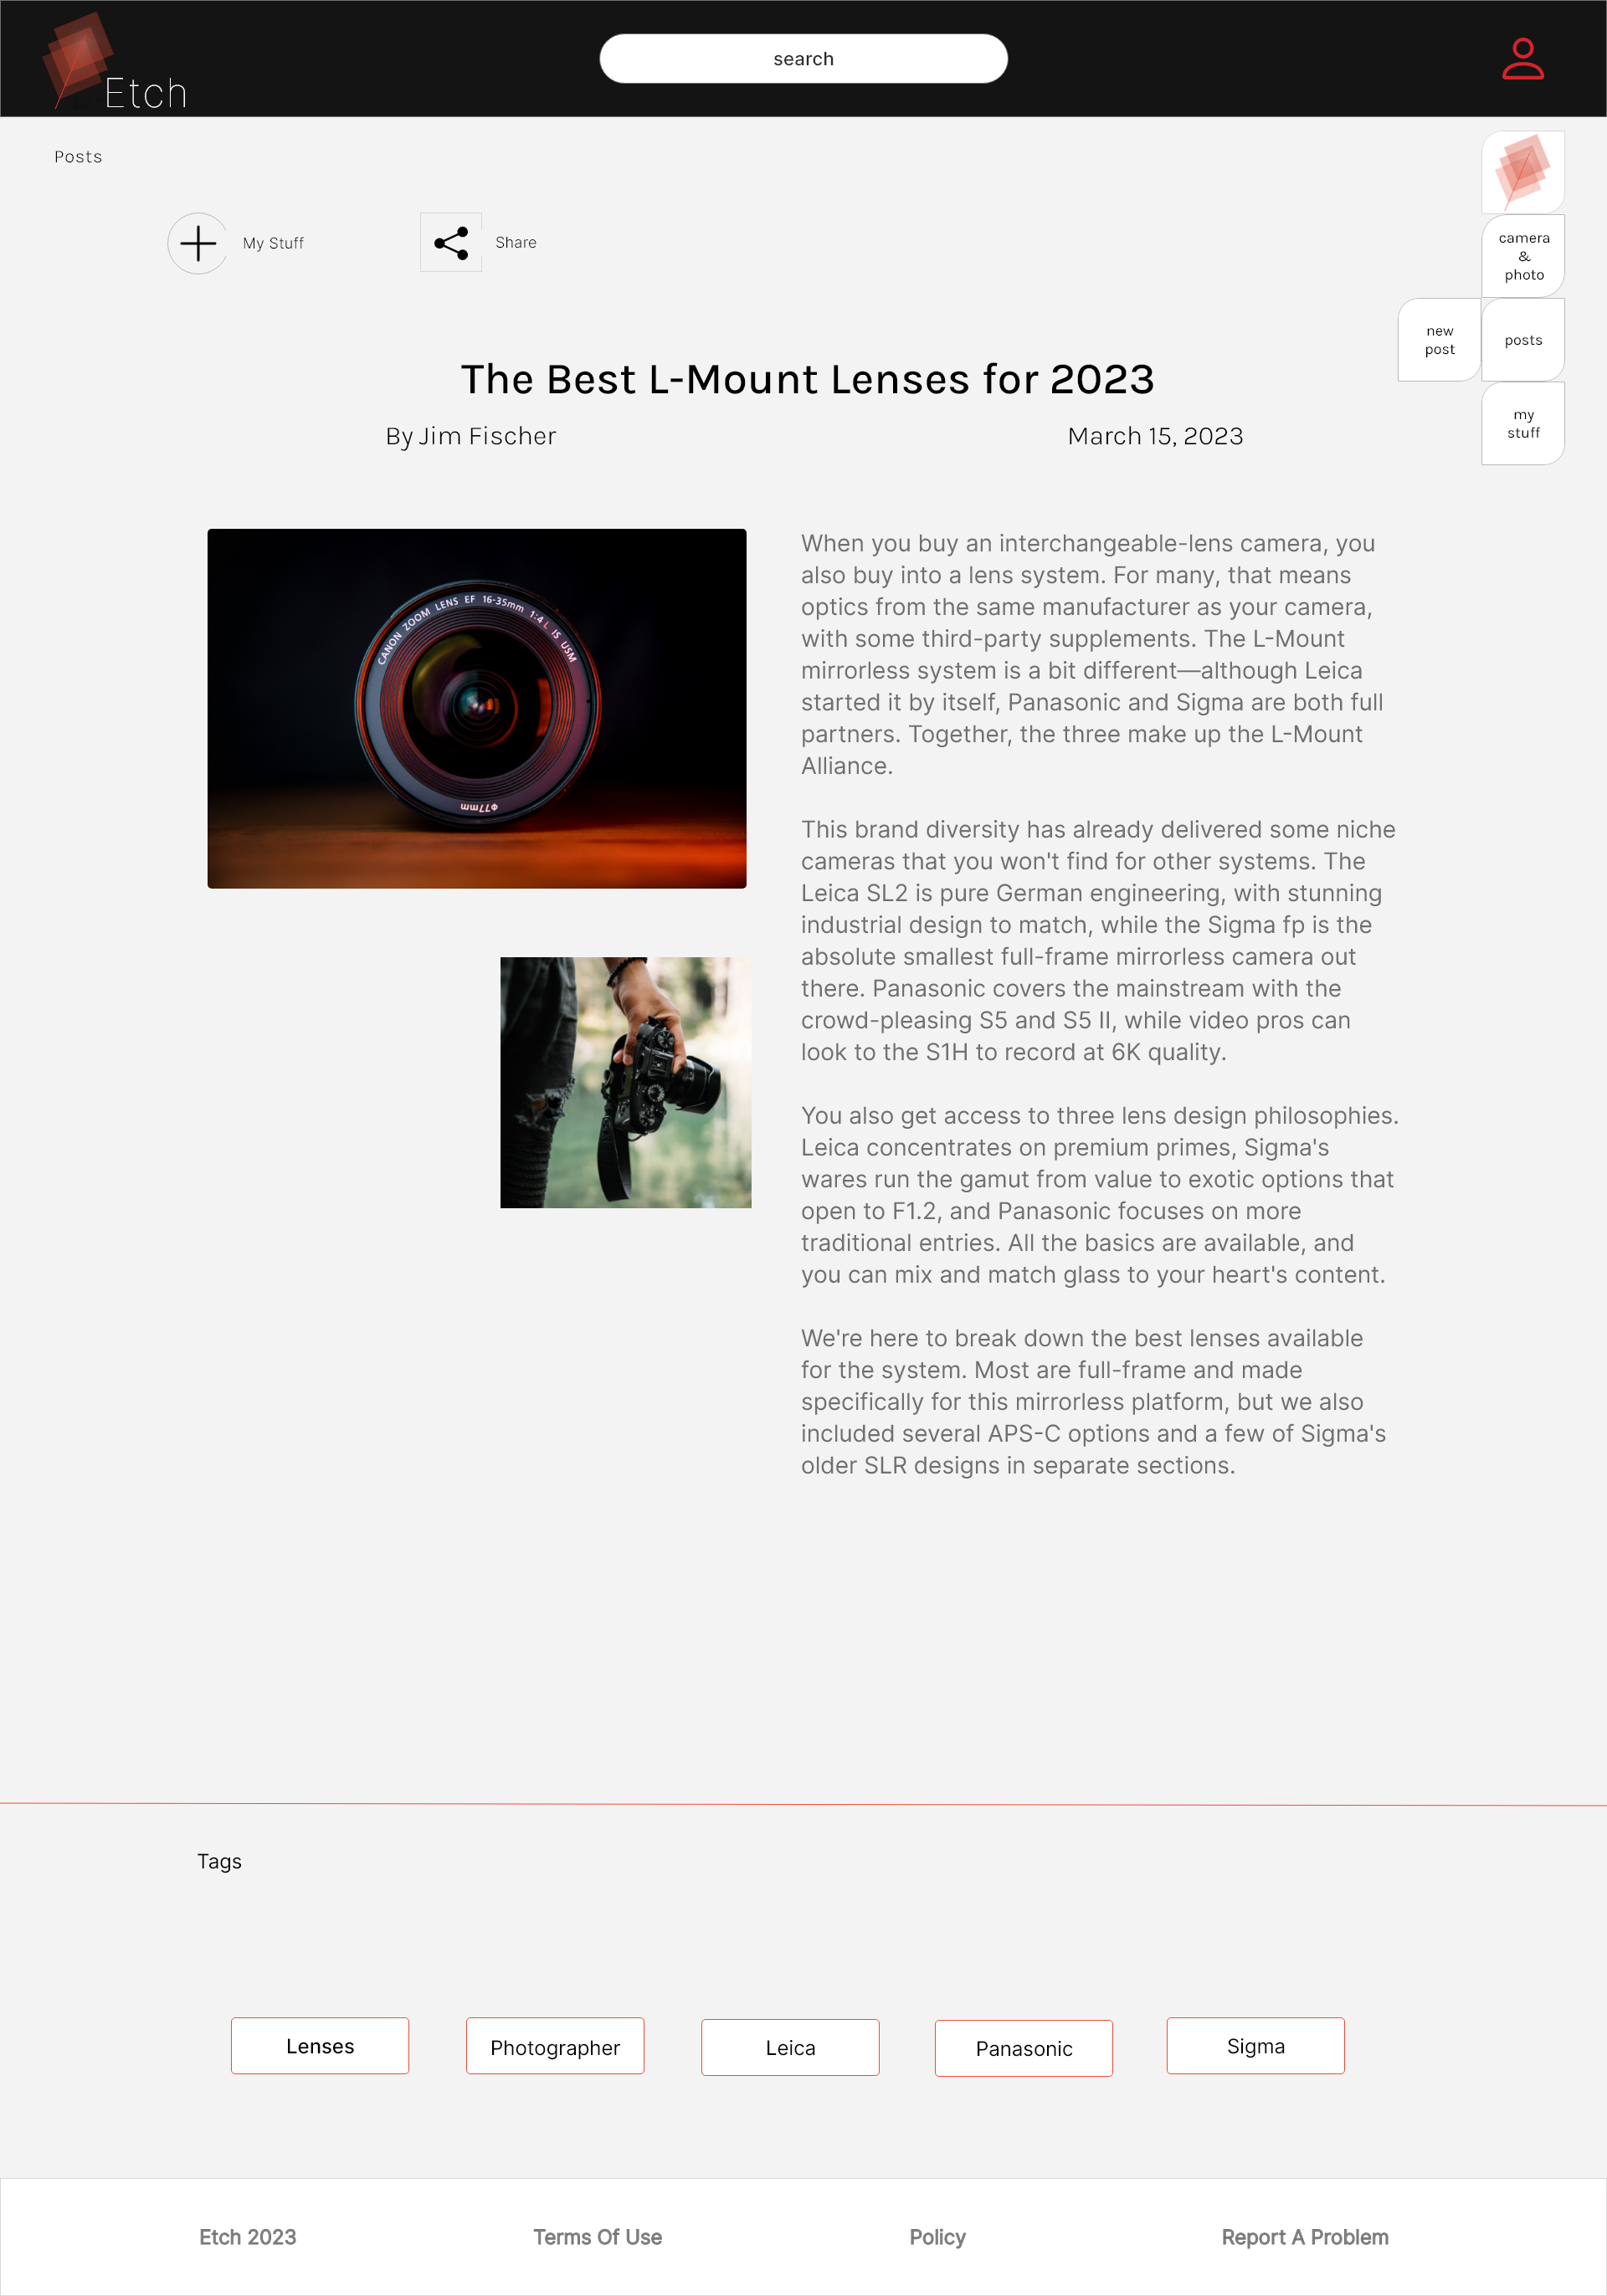 Etch
search
Posts
My Stuff
Share
camera
&
photo
new
post
posts
my
stuff
The Best L-Mount Lenses for 2023
By Jim Fischer
March 15, 2023
CANON ZOOM LENS EF 16-35mm 1:4 L IS USM
Φ77mm
When you buy an interchangeable-lens camera, you
also buy into a lens system. For many, that means
optics from the same manufacturer as your camera,
with some third-party supplements. The L-Mount
mirrorless system is a bit different—although Leica
started it by itself, Panasonic and Sigma are both full
partners. Together, the three make up the L-Mount
Alliance.
This brand diversity has already delivered some niche
cameras that you won't find for other systems. The
Leica SL2 is pure German engineering, with stunning
industrial design to match, while the Sigma fp is the
absolute smallest full-frame mirrorless camera out
there. Panasonic covers the mainstream with the
crowd-pleasing S5 and S5 II, while video pros can
look to the S1H to record at 6K quality.
You also get access to three lens design philosophies.
Leica concentrates on premium primes, Sigma's
wares run the gamut from value to exotic options that
open to F1.2, and Panasonic focuses on more
traditional entries. All the basics are available, and
you can mix and match glass to your heart's content.
We're here to break down the best lenses available
for the system. Most are full-frame and made
specifically for this mirrorless platform, but we also
included several APS-C options and a few of Sigma's
older SLR designs in separate sections.
Tags
Lenses
Photographer
Leica
Panasonic
Sigma
Etch 2023
Terms Of Use
Policy
Report A Problem